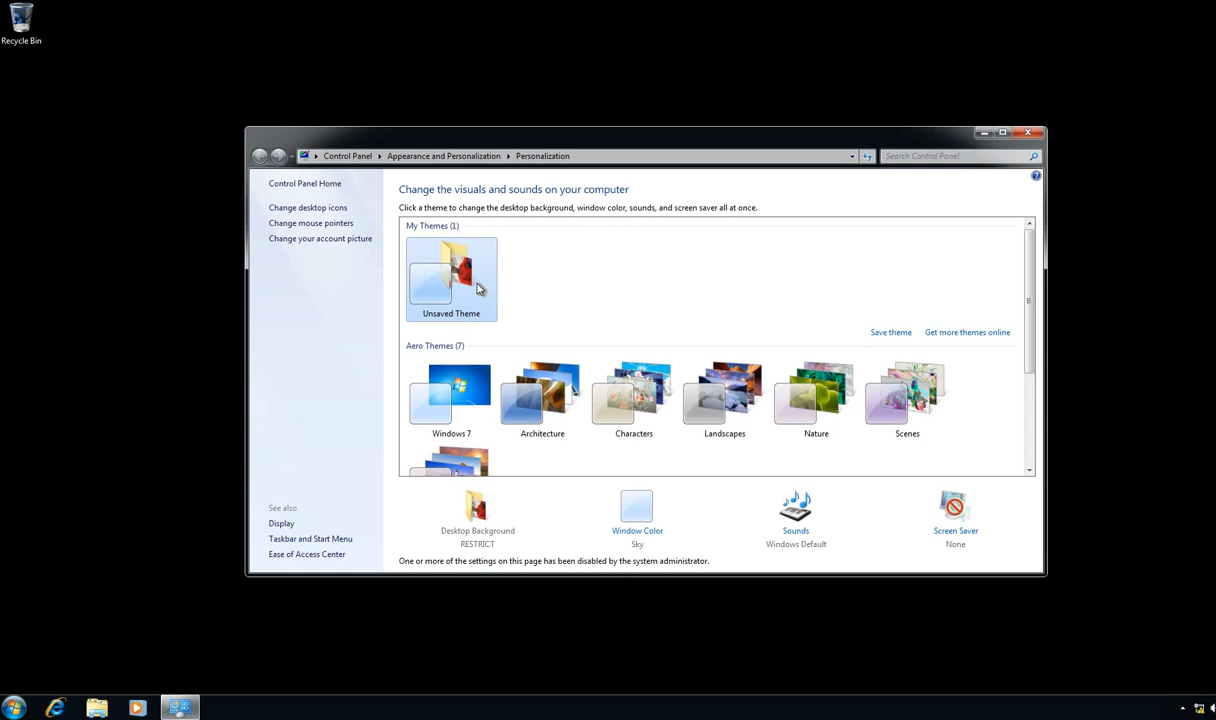 Recycle Bin
Control Panel
Appearance and Personalization
Personalization
Search Control Panel
Control Panel Home
Change desktop icons
Change mouse pointers
Change your account picture
See also
Display
Taskbar and Start Menu
Ease of Access Center
Change the visuals and sounds on your computer
Click a theme to change the desktop background, window color, sounds, and screen saver all at once.
My Themes (1)
Unsaved Theme
Save theme
Get more themes online
Aero Themes (7)
Windows 7
Architecture
Characters
Landscapes
Nature
Scenes
Desktop Background
RESTRICT
Window Color
Sky
Sounds
Windows Default
Screen Saver
None
One or more of the settings on this page has been disabled by the system administrator.